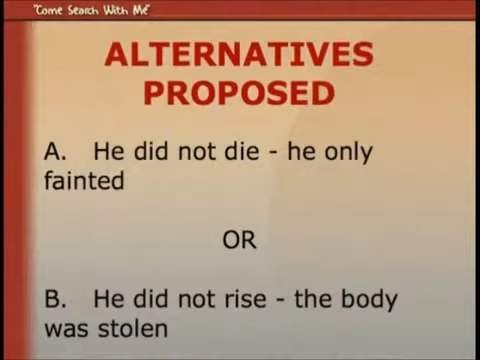 "Come Search With Me"
ALTERNATIVES
PROPOSED
A. He did not die - he only
fainted
OR
B. He did not rise - the body
was stolen